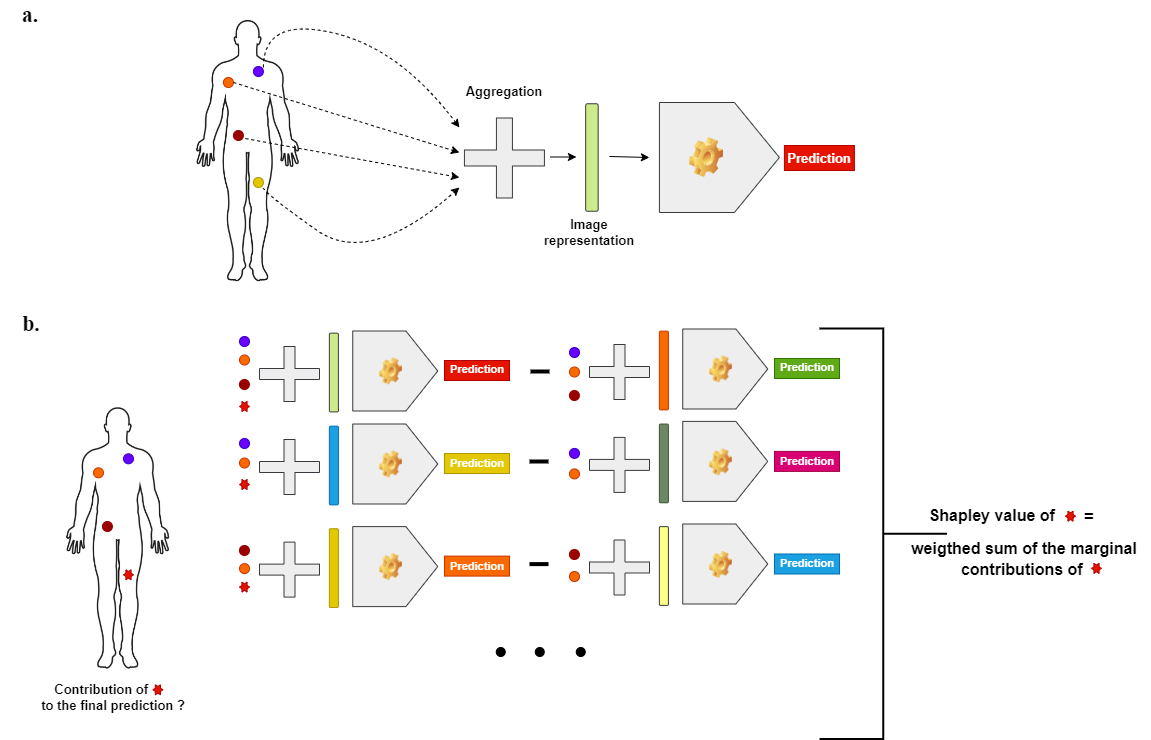 a.
Aggregation
Prediction
Image
representation
b.
Prediction
Prediction
Prediction
Prediction
Prediction
Prediction
Shapley value of =
weigthed sum of the marginal
contributions of
Contribution of
to the final prediction ?